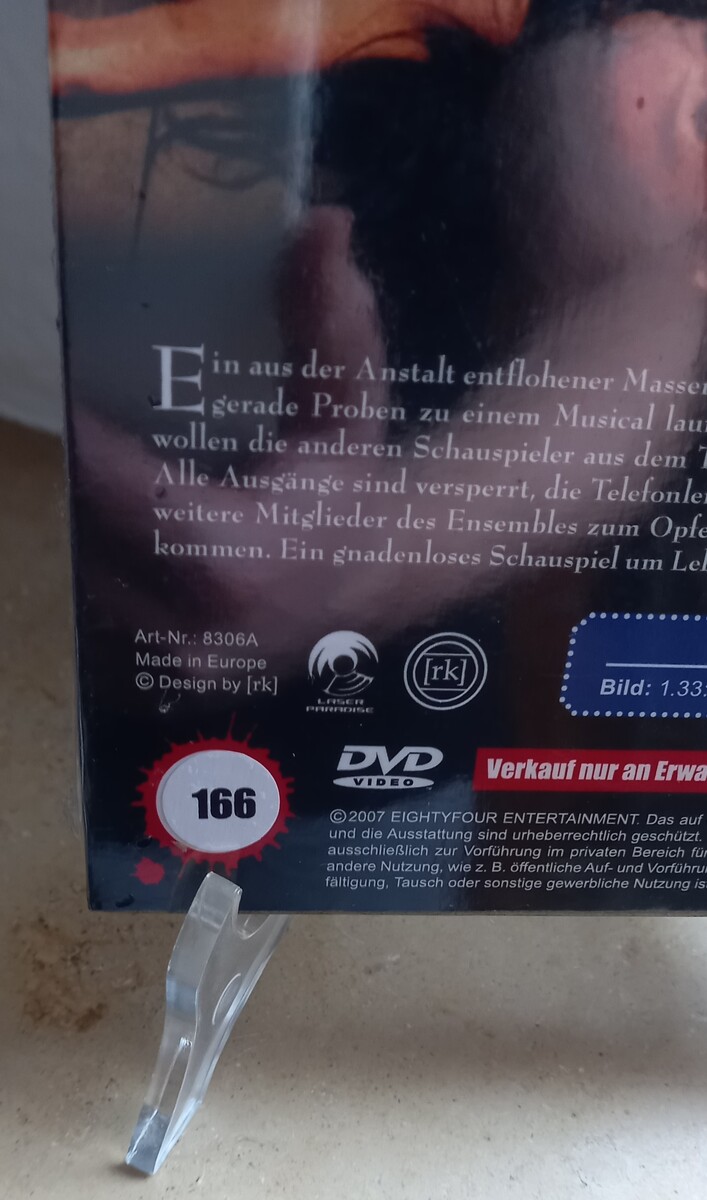 Ein aus der Anstalt entflohener Massen
gerade Proben zu einem Musical lau
wollen die anderen Schauspieler aus dem T
Alle Ausgänge sind versperrt, die Telefonlei
weitere Mitglieder des Ensembles zum Opfe
kommen. Ein gnadenloses Schauspiel um Leb
Art-Nr.: 8306A
Made in Europe
© Design by [rk]
LASER
PARADISE
[rk]
Bild: 1.33:
166
DVD
VIDEO
Verkauf nur an Erwa
©2007 EIGHTYFOUR ENTERTAINMENT. Das auf
und die Ausstattung sind urheberrechtlich geschützt.
ausschließlich zur Vorführung im privaten Bereich für
andere Nutzung, wie z. B. öffentliche Auf- und Vorführu
fältigung, Tausch oder sonstige gewerbliche Nutzung is